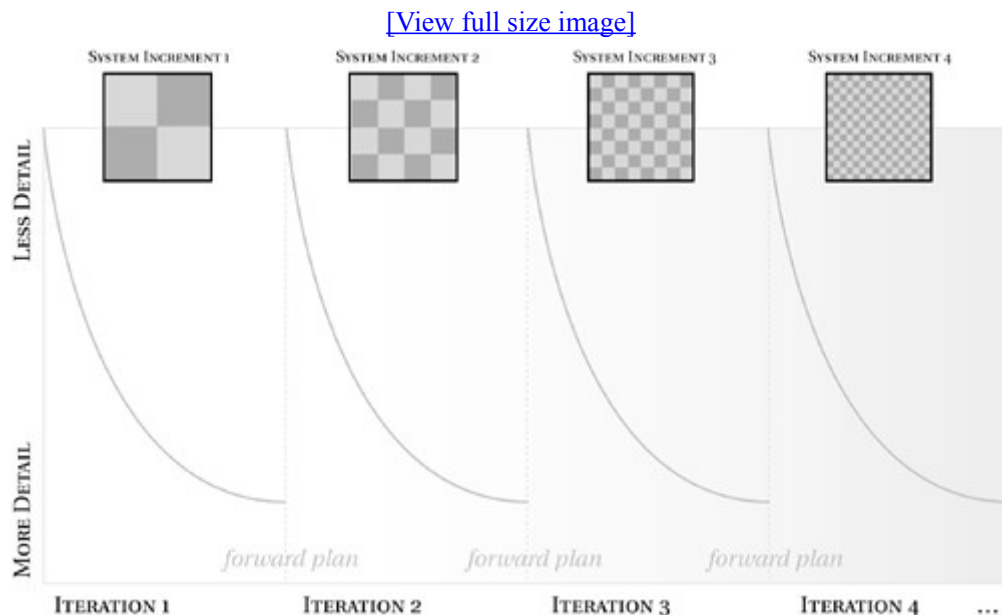 [View full size image]
System Increment 1
System Increment 2
System Increment 3
System Increment 4
Less Detail
More Detail
forward plan
forward plan
forward plan
Iteration 1
Iteration 2
Iteration 3
Iteration 4
...